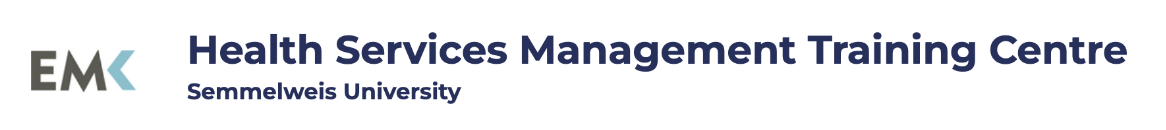 EMK
Health Services Management Training Centre
Semmelweis University